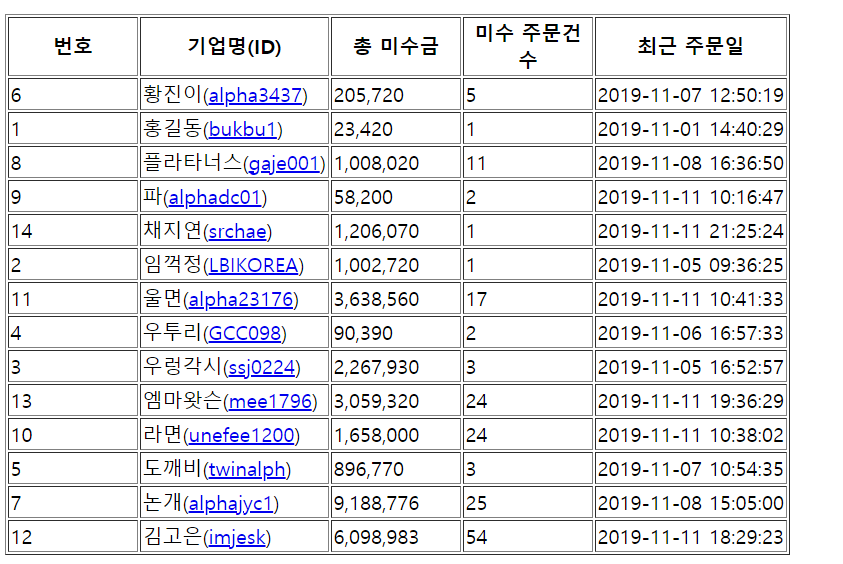 번호 기업명(ID) 총 미수금 미수 주문건
수 최근 주문일
6 황진이(alpha3437) 205,720 5 2019-11-07 12:50:19
1 홍길동(bukbu1) 23,420 1 2019-11-01 14:40:29
8 플라타너스(gaje001) 1,008,020 11 2019-11-08 16:36:50
9 파(alphadc01) 58,200 2 2019-11-11 10:16:47
14 채지연(srchae) 1,206,070 1 2019-11-11 21:25:24
2 임꺽정(LBIKOREA) 1,002,720 1 2019-11-05 09:36:25
11 울면(alpha23176) 3,638,560 17 2019-11-11 10:41:33
4 우투리(GCC098) 90,390 2 2019-11-06 16:57:33
3 우렁각시(ssj0224) 2,267,930 3 2019-11-05 16:52:57
13 엠마왓슨(mee1796) 3,059,320 24 2019-11-11 19:36:29
10 라면(unefee1200) 1,658,000 24 2019-11-11 10:38:02
5 도깨비(twinalph) 896,770 3 2019-11-07 10:54:35
7 논개(alphajyc1) 9,188,776 25 2019-11-08 15:05:00
12 김고은(imjesk) 6,098,983 54 2019-11-11 18:29:23